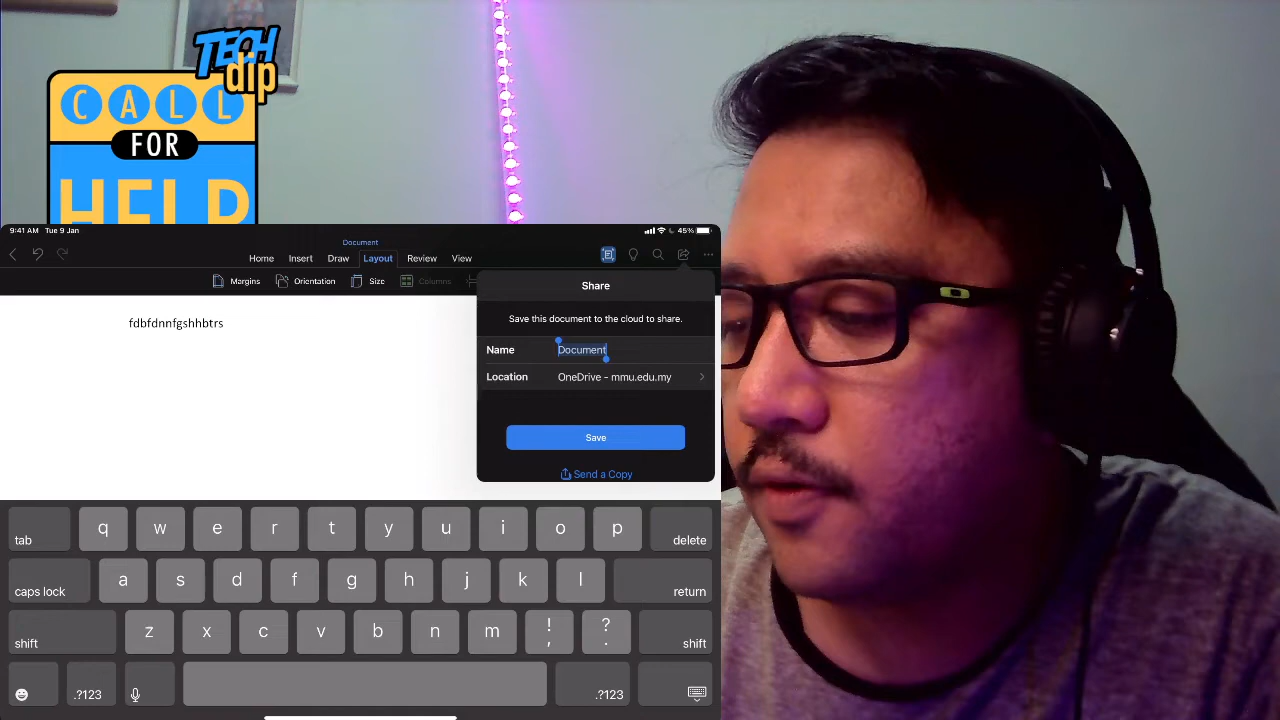 TECH
dip
CALL
FOR
HELP
9:41 AM Tue 9 Jan
45%
Document
Home Insert Draw Layout Review View
Margins Orientation Size Columns
Share
fdbfdnnfgshhbtrs
Save this document to the cloud to share.
Name Document
Location OneDrive - mmu.edu.my
Save
Send a Copy
tab q w e r t y u i o p delete
caps lock a s d f g h j k l return
shift z x c v b n m ! , ? . shift
.?123 .?123